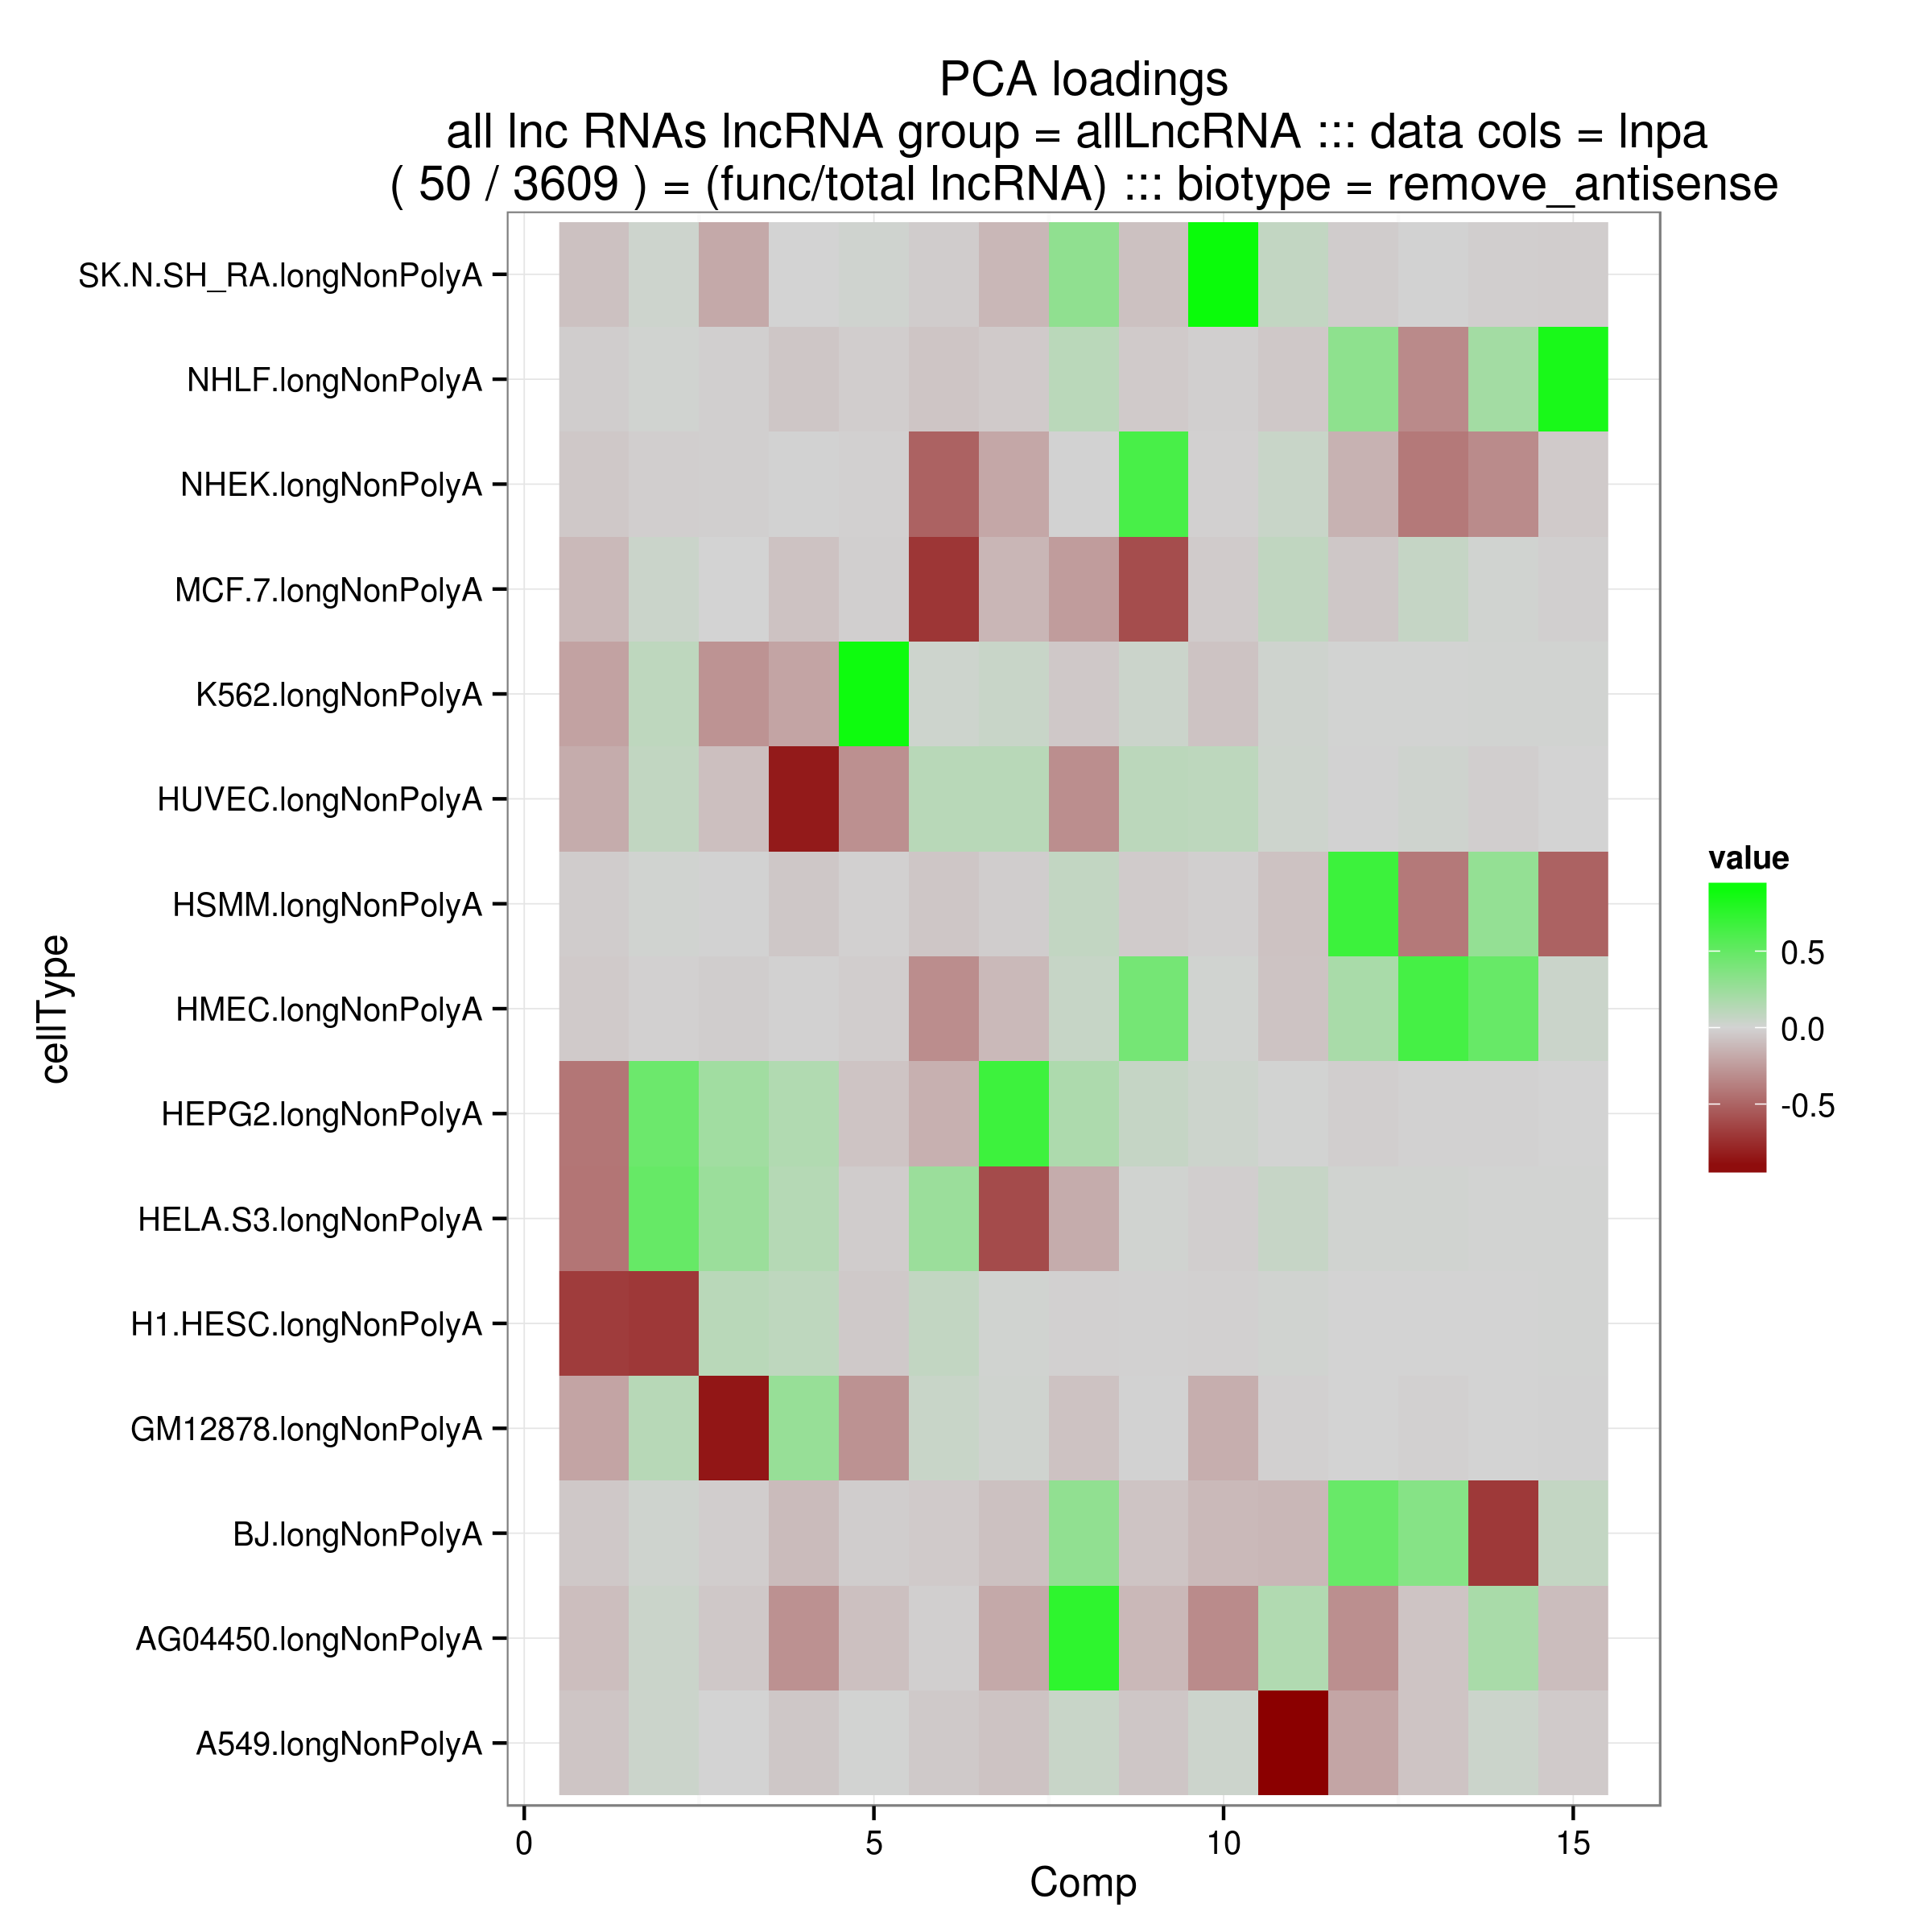 PCA loadings
all lnc RNAs lncRNA group = allLncRNA ::: data cols = lnpa
( 50 / 3609 ) = (func/total lncRNA) ::: biotype = remove_antisense
SK.N.SH_RA.longNonPolyA
NHLF.longNonPolyA
NHEK.longNonPolyA
MCF.7.longNonPolyA
K562.longNonPolyA
HUVEC.longNonPolyA
HSMM.longNonPolyA
HMEC.longNonPolyA
HEPG2.longNonPolyA
HELA.S3.longNonPolyA
H1.HESC.longNonPolyA
GM12878.longNonPolyA
BJ.longNonPolyA
AG04450.longNonPolyA
A549.longNonPolyA
cellType
0 5 10 15
Comp
value
0.5
0.0
-0.5